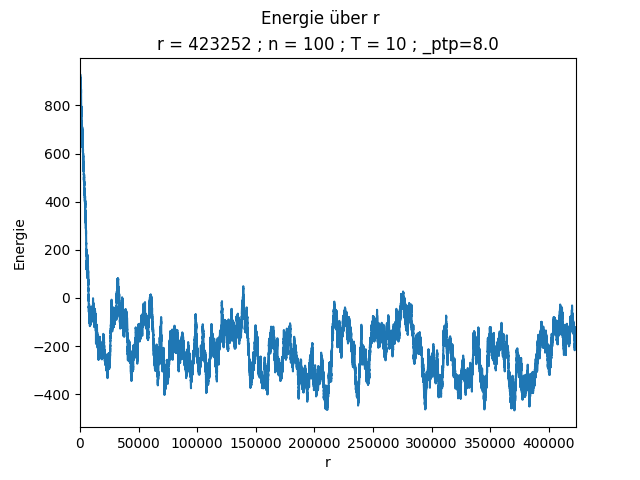 Energie über r
r = 423252 ; n = 100 ; T = 10 ; _ptp=8.0
800
600
400
200
0
−200
−400
Energie
0 50000 100000 150000 200000 250000 300000 350000 400000
r